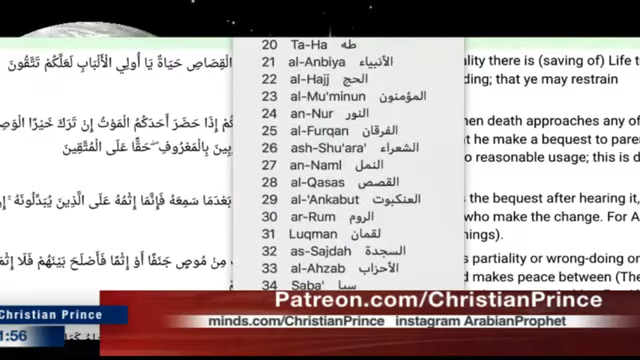 20 Ta-Ha طه
21 al-Anbiya الأنبياء
22 al-Hajj الحج
23 al-Mu'minun المؤمنون
24 an-Nur النور
25 al-Furqan الفرقان
26 ash-Shu'ara' الشعراء
27 an-Naml النمل
28 al-Qasas القصص
29 al-'Ankabut العنكبوت
30 ar-Rum الروم
31 Luqman لقمان
32 as-Sajdah السجدة
33 al-Ahzab الأحزاب
34 Saba' سبأ
الْقِصَاصِ حَيَاةٌ يَا أُولِي الْأَلْبَابِ لَعَلَّكُمْ تَتَّقُونَ
ality there is (saving of) Life to
ding; that ye may restrain
كُمْ إِذَا حَضَرَ أَحَدَكُمُ الْمَوْتُ إِنْ تَرَكَ خَيْرًا
بِينَ بِالْمَعْرُوفِ ۖ حَقًّا عَلَى الْمُتَّقِينَ
hen death approaches any of
t he make a bequest to paren
to reasonable usage; this is d
بَعْدَمَا سَمِعَهُ فَإِنَّمَا إِثْمُهُ عَلَى الَّذِينَ يُبَدِّلُونَهُ ۚ
s the bequest after hearing it,
who make the change. For A
nings).
مِنْ مُوصٍ جَنَفًا أَوْ إِثْمًا فَأَصْلَحَ بَيْنَهُمْ فَلَا
s partiality or wrong-doing on
d makes peace between (The
Patreon.com/ChristianPrince
Christian Prince
minds.com/ChristianPrince instagram ArabianProphet
1:56